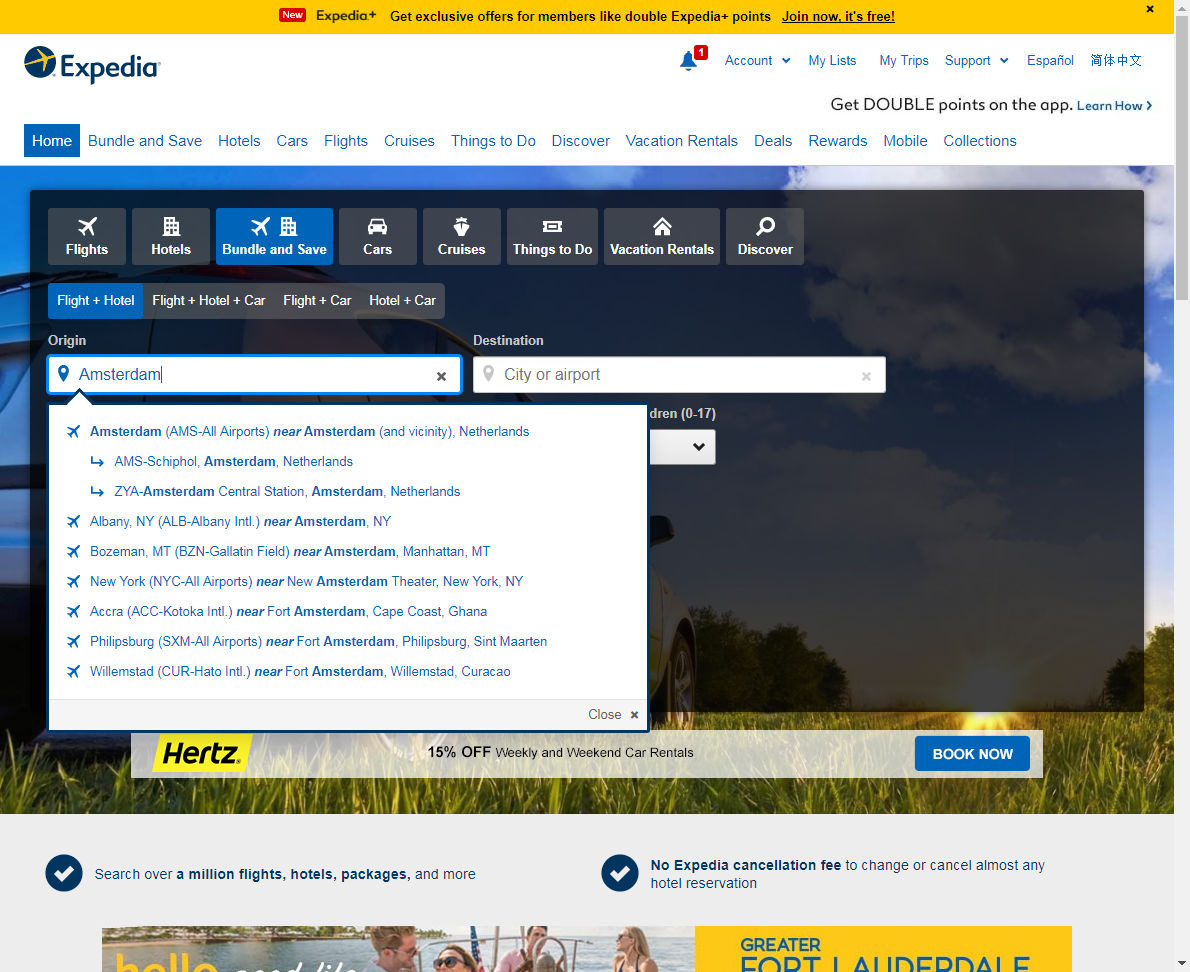 New Expedia+ Get exclusive offers for members like double Expedia+ points Join now, it's free!
Expedia
1 Account My Lists My Trips Support Español 简体中文
Get DOUBLE points on the app. Learn How
Home Bundle and Save Hotels Cars Flights Cruises Things to Do Discover Vacation Rentals Deals Rewards Mobile Collections
Flights Hotels Bundle and Save Cars Cruises Things to Do Vacation Rentals Discover
Flight + Hotel Flight + Hotel + Car Flight + Car Hotel + Car
Origin Destination
Amsterdam City or airport
dren (0-17)
Amsterdam (AMS-All Airports) near Amsterdam (and vicinity), Netherlands
AMS-Schiphol, Amsterdam, Netherlands
ZYA-Amsterdam Central Station, Amsterdam, Netherlands
Albany, NY (ALB-Albany Intl.) near Amsterdam, NY
Bozeman, MT (BZN-Gallatin Field) near Amsterdam, Manhattan, MT
New York (NYC-All Airports) near New Amsterdam Theater, New York, NY
Accra (ACC-Kotoka Intl.) near Fort Amsterdam, Cape Coast, Ghana
Philipsburg (SXM-All Airports) near Fort Amsterdam, Philipsburg, Sint Maarten
Willemstad (CUR-Hato Intl.) near Fort Amsterdam, Willemstad, Curacao
Close
Hertz. 15% OFF Weekly and Weekend Car Rentals BOOK NOW
Search over a million flights, hotels, packages, and more
No Expedia cancellation fee to change or cancel almost any
hotel reservation
hello good life
GREATER
FORT LAUDERDALE